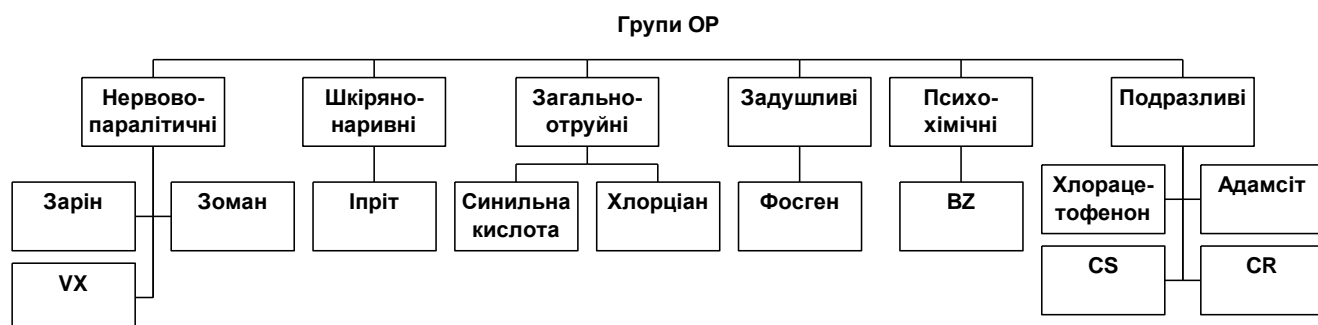 Групи ОР
Нервово-
паралітичні
Шкіряно-
наривні
Загально-
отруйні
Задушливі
Психо-
хімічні
Подразливі
Зарін
Зоман
Іпріт
Синильна
кислота
Хлорціан
Фосген
BZ
Хлораце-
тофенон
Адамсіт
VX
CS
CR